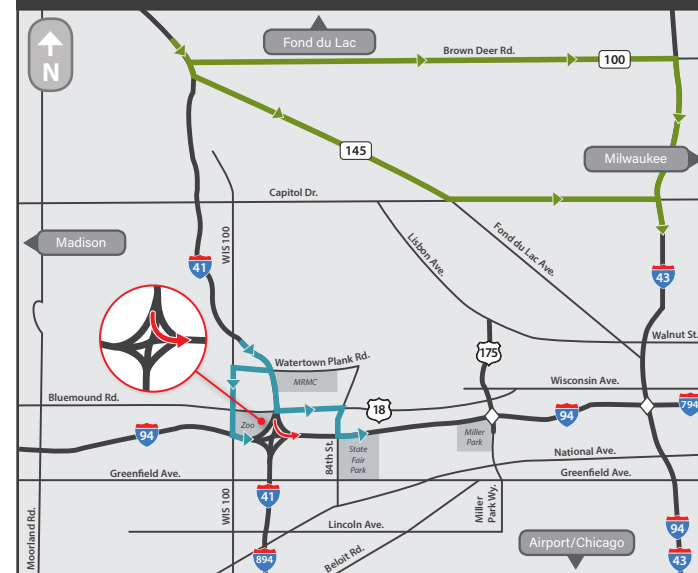 N
Fond du Lac
Brown Deer Rd.
100
145
Milwaukee
Capitol Dr.
Madison
WIS 100
41
Lisbon Ave.
Fond du Lac Ave.
43
Walnut St.
175
Watertown Plank Rd.
MRMC
Wisconsin Ave.
Bluemound Rd.
18
94
794
Zoo
94
Miller
Park
84th St.
State
Fair
Park
National Ave.
Greenfield Ave.
Greenfield Ave.
41
WIS 100
Miller
Park Wy.
Moorland Rd.
Lincoln Ave.
94
Airport/Chicago
894
Beloit Rd.
43